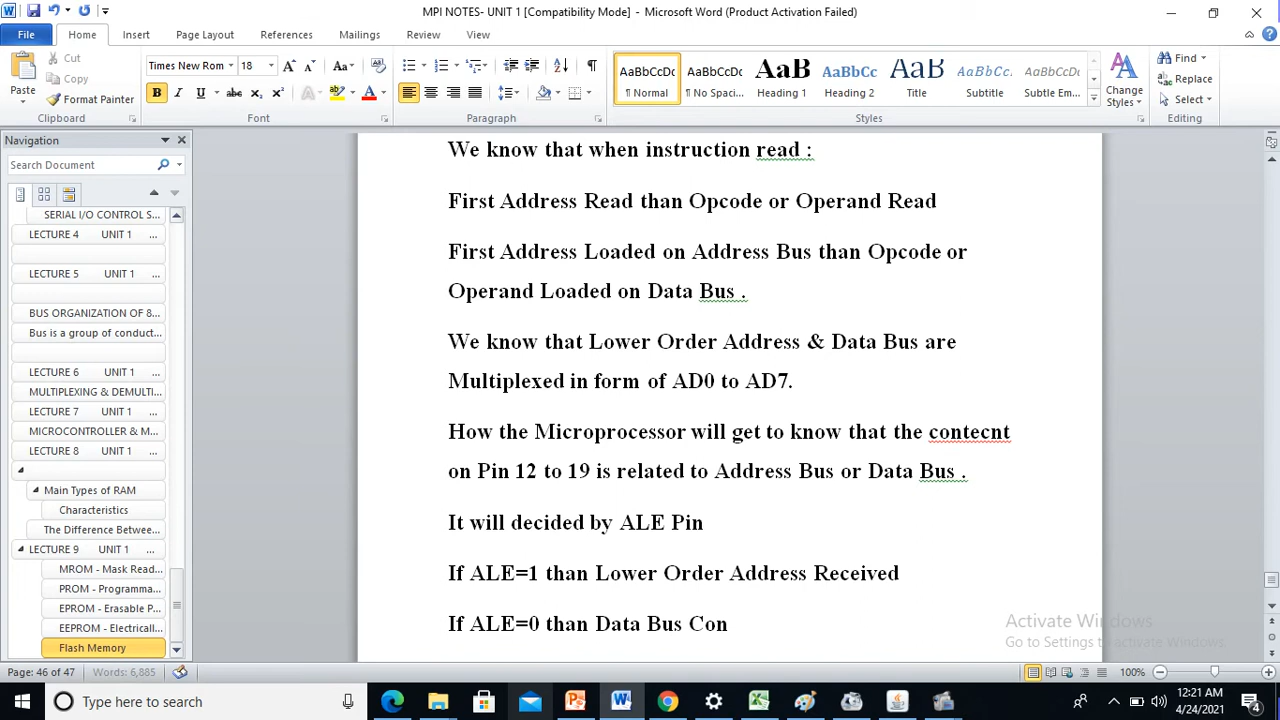 MPI NOTES- UNIT 1 [Compatibility Mode] - Microsoft Word (Product Activation Failed)
File Home Insert Page Layout References Mailings Review View
Paste
Cut
Copy
Format Painter
Clipboard
Times New Rom 18
Font
Paragraph
AaBbCcDc AaBbCcDc AaB AaBbCc AaB AaBbCcL AaBbCcDc
¶ Normal ¶ No Spaci... Heading 1 Heading 2 Title Subtitle Subtle Em...
Change
Styles
Styles
Find
Replace
Select
Editing
Navigation
Search Document
SERIAL I/O CONTROL S...
LECTURE 4 UNIT 1 ...
LECTURE 5 UNIT 1 ...
BUS ORGANIZATION OF 8...
Bus is a group of conduct...
LECTURE 6 UNIT 1 ...
MULTIPLEXING & DEMULTI...
LECTURE 7 UNIT 1 ...
MICROCONTROLLER & M...
LECTURE 8 UNIT 1 ...
Main Types of RAM
Characteristics
The Difference Betwee...
LECTURE 9 UNIT 1 ...
MROM - Mask Read...
PROM - Programma...
EPROM - Erasable P...
EEPROM - Electricall...
Flash Memory
We know that when instruction read :
First Address Read than Opcode or Operand Read
First Address Loaded on Address Bus than Opcode or
Operand Loaded on Data Bus .
We know that Lower Order Address & Data Bus are
Multiplexed in form of AD0 to AD7.
How the Microprocessor will get to know that the contecnt
on Pin 12 to 19 is related to Address Bus or Data Bus .
It will decided by ALE Pin
If ALE=1 than Lower Order Address Received
If ALE=0 than Data Bus Con
Activate Windows
Go to Settings to activate Windows.
Page: 46 of 47 Words: 6,885 100%
Type here to search
12:21 AM
4/24/2021
4